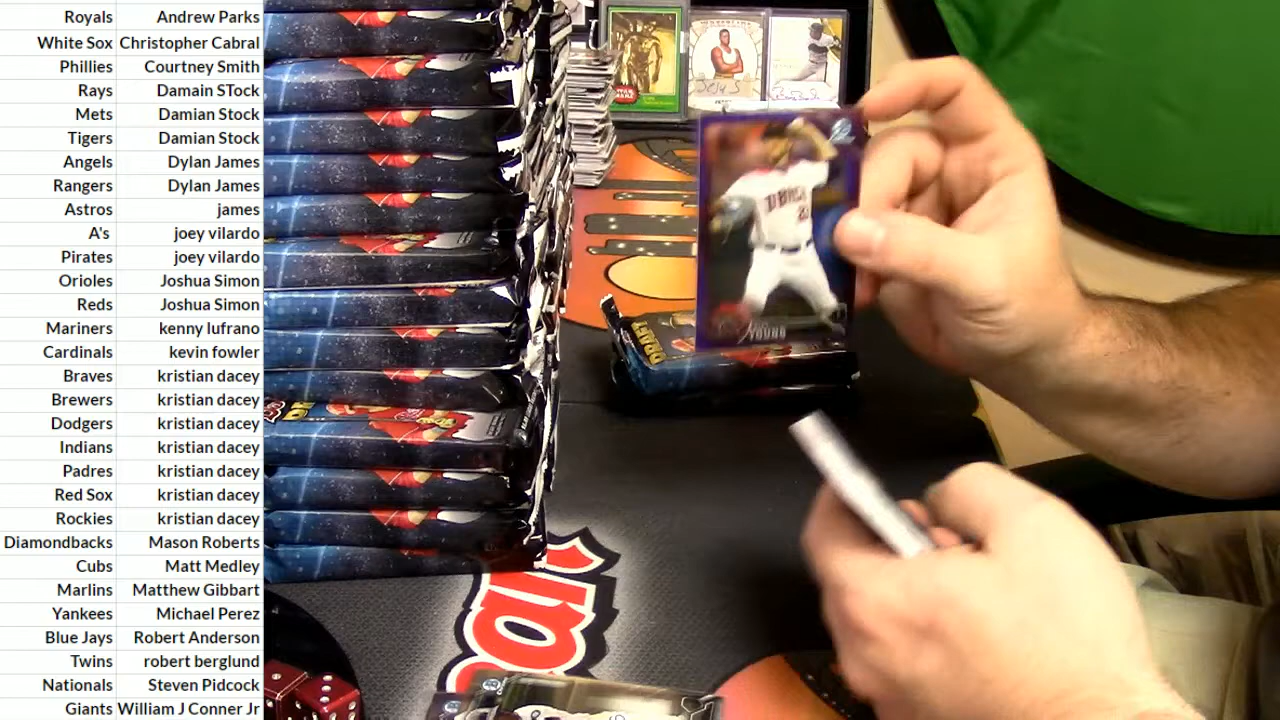 Royals Andrew Parks
White Sox Christopher Cabral
Phillies Courtney Smith
Rays Damain STock
Mets Damian Stock
Tigers Damian Stock
Angels Dylan James
Rangers Dylan James
Astros james
A's joey vilardo
Pirates joey vilardo
Orioles Joshua Simon
Reds Joshua Simon
Mariners kenny lufrano
Cardinals kevin fowler
Braves kristian dacey
Brewers kristian dacey
Dodgers kristian dacey
Indians kristian dacey
Padres kristian dacey
Red Sox kristian dacey
Rockies kristian dacey
Diamondbacks Mason Roberts
Cubs Matt Medley
Marlins Matthew Gibbart
Yankees Michael Perez
Blue Jays Robert Anderson
Twins robert berglund
Nationals Steven Pidcock
Giants William J Conner Jr
STAR WARS
DRAFT
YOUNG